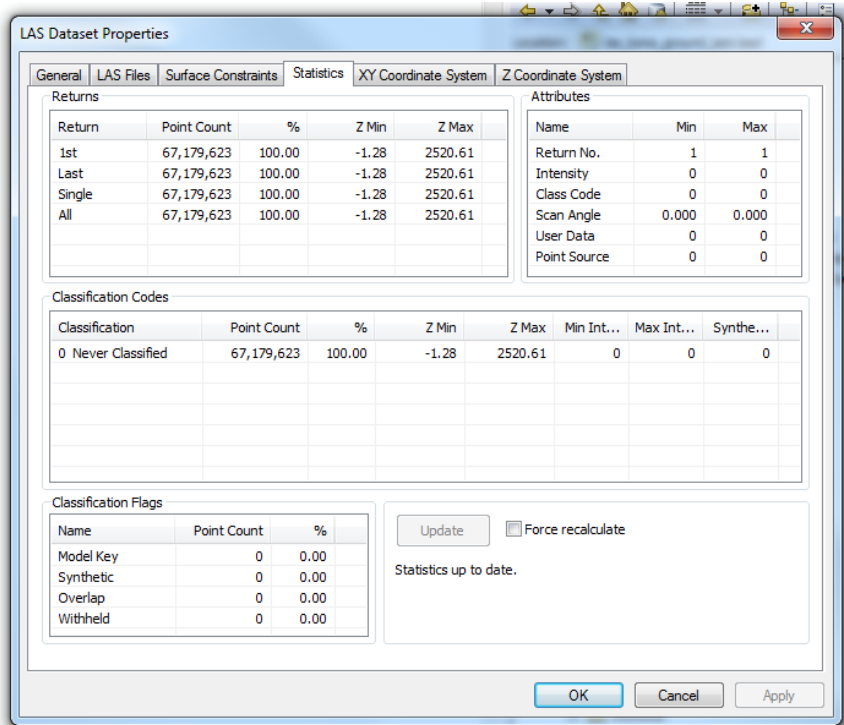 LAS Dataset Properties
General LAS Files Surface Constraints Statistics XY Coordinate System Z Coordinate System
Returns
Return Point Count % Z Min Z Max
1st 67,179,623 100.00 -1.28 2520.61
Last 67,179,623 100.00 -1.28 2520.61
Single 67,179,623 100.00 -1.28 2520.61
All 67,179,623 100.00 -1.28 2520.61
Attributes
Name Min Max
Return No. 1 1
Intensity 0 0
Class Code 0 0
Scan Angle 0.000 0.000
User Data 0 0
Point Source 0 0
Classification Codes
Classification Point Count % Z Min Z Max Min Int... Max Int... Synthe...
0 Never Classified 67,179,623 100.00 -1.28 2520.61 0 0 0
Classification Flags
Name Point Count %
Model Key 0 0.00
Synthetic 0 0.00
Overlap 0 0.00
Withheld 0 0.00
Update Force recalculate
Statistics up to date.
OK Cancel Apply